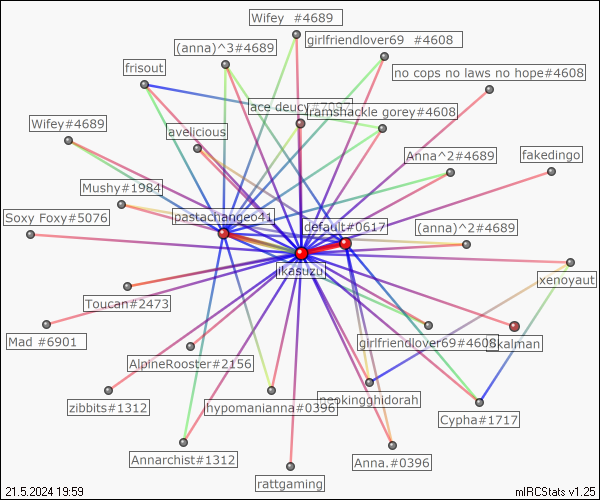 Wifey #4689
girlfriendlover69 #4608
(anna)^3#4689
frisout
no cops no laws no hope#4608
ace deucy#7097
ramshackle gorey#4608
Wifey#4689
avelicious
Anna^2#4689
fakedingo
Mushy#1984
Soxy Foxy#5076
pastachangeo41
default#0617
(anna)^2#4689
ikasuzu
xenoyaut
Toucan#2473
Mad #6901
girlfriendlover69#4608
kalman
AlpineRooster#2156
zibbits#1312
hypomanianna#0396
neokingghidorah
Cypha#1717
Annarchist#1312
Anna.#0396
rattgaming
21.5.2024 19:59
mIRCStats v1.25